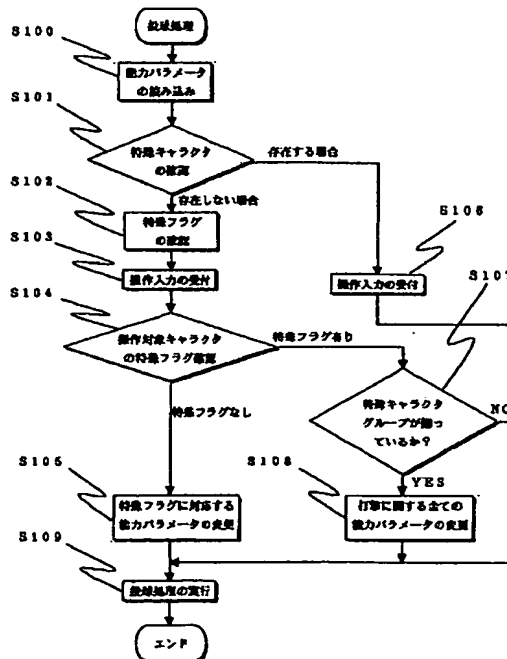 投球処理
S100
能力パラメータ
の読み込み
S101
特殊キャラクタ
の確認
存在する場合
存在しない場合
S102
特殊フラグ
の確認
S103
操作入力の受付
S106
操作入力の受付
S104
操作対象キャラクタ
の特殊フラグ確認
特殊フラグあり
特殊フラグなし
S107
特殊キャラクタ
グループが揃っ
ているか?
NO
YES
S105
特殊フラグに対応する
能力パラメータの変更
S108
打撃に関する全ての
能力パラメータの変更
S109
投球処理の実行
エンド